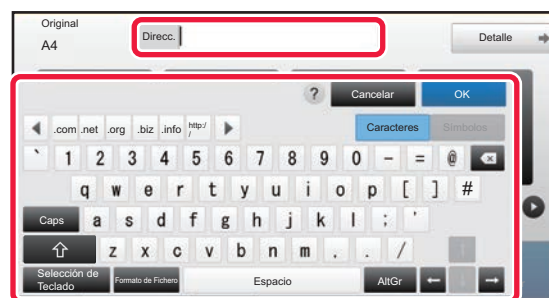 Original
A4
Direcc.
Detalle
? Cancelar OK
.com .net .org .biz .info http:/
/
Caracteres Símbolos
` 1 2 3 4 5 6 7 8 9 0 - = @
q w e r t y u i o p [ ] #
Caps a s d f g h j k l ; '
z x c v b n m , . /
Selección de
Teclado
Formato de Fichero
Espacio
AltGr